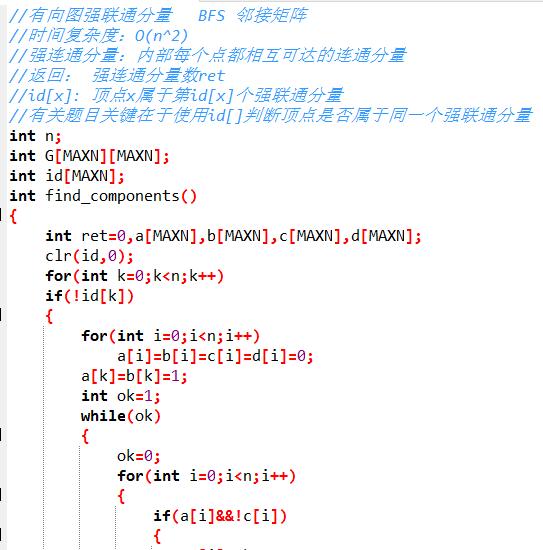 //有向图强联通分量   BFS 邻接矩阵
//时间复杂度：O(n^2)
//强连通分量：内部每个点都相互可达的连通分量
//返回： 强连通分量数ret
//id[x]: 顶点x属于第id[x]个强联通分量
//有关题目关键在于使用id[]判断顶点是否属于同一个强联通分量
int n;
int G[MAXN][MAXN];
int id[MAXN];
int find_components()
{
    int ret=0,a[MAXN],b[MAXN],c[MAXN],d[MAXN];
    clr(id,0);
    for(int k=0;k<n;k++)
    if(!id[k])
    {
        for(int i=0;i<n;i++)
            a[i]=b[i]=c[i]=d[i]=0;
        a[k]=b[k]=1;
        int ok=1;
        while(ok)
        {
            ok=0;
            for(int i=0;i<n;i++)
            {
                if(a[i]&&!c[i])
                {